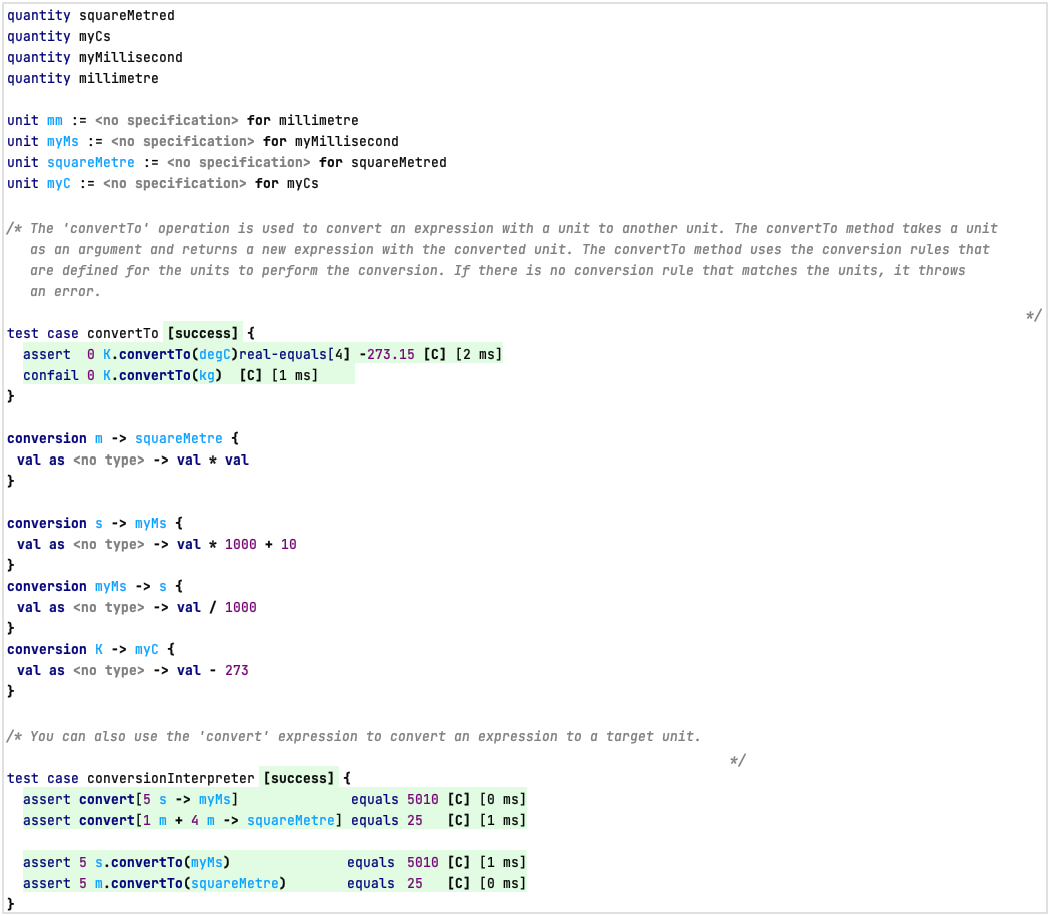 quantity squareMetred
quantity myCs
quantity myMillisecond
quantity millimetre
unit mm := <no specification> for millimetre
unit myMs := <no specification> for myMillisecond
unit squareMetre := <no specification> for squareMetred
unit myC := <no specification> for myCs
/* The 'convertTo' operation is used to convert an expression with a unit to another unit. The convertTo method takes a unit
as an argument and returns a new expression with the converted unit. The convertTo method uses the conversion rules that
are defined for the units to perform the conversion. If there is no conversion rule that matches the units, it throws
an error.
*/
test case convertTo [success] {
assert 0 K.convertTo(degC)real-equals[4] -273.15 [C] [2 ms]
confail 0 K.convertTo(kg) [C] [1 ms]
}
conversion m -> squareMetre {
val as <no type> -> val * val
}
conversion s -> myMs {
val as <no type> -> val * 1000 + 10
}
conversion myMs -> s {
val as <no type> -> val / 1000
}
conversion K -> myC {
val as <no type> -> val - 273
}
/* You can also use the 'convert' expression to convert an expression to a target unit.
*/
test case conversionInterpreter [success] {
assert convert[5 s -> myMs] equals 5010 [C] [0 ms]
assert convert[1 m + 4 m -> squareMetre] equals 25 [C] [1 ms]
assert 5 s.convertTo(myMs) equals 5010 [C] [1 ms]
assert 5 m.convertTo(squareMetre) equals 25 [C] [0 ms]
}